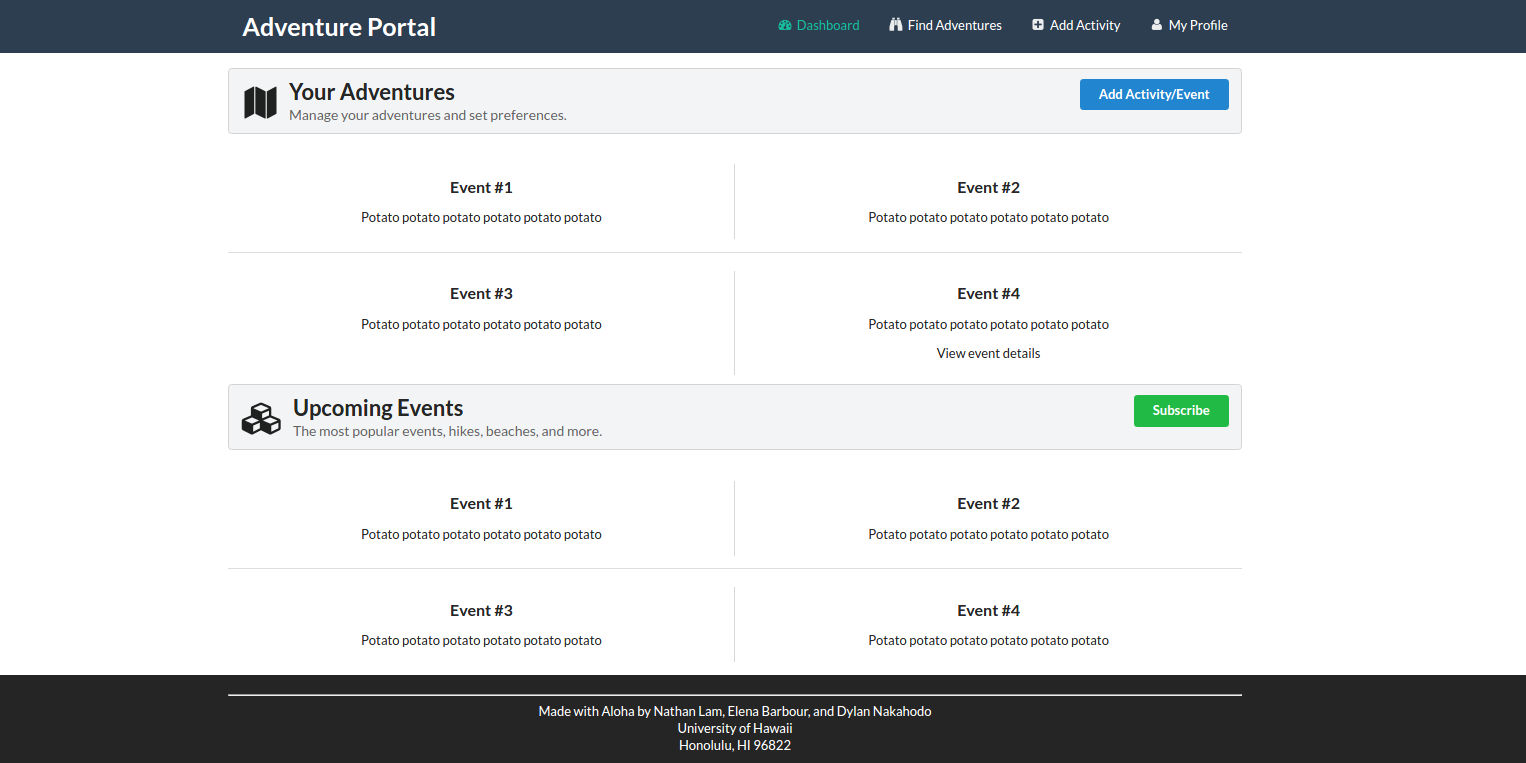 Adventure Portal
Dashboard Find Adventures Add Activity My Profile
Your Adventures
Manage your adventures and set preferences.
Add Activity/Event
Event #1
Potato potato potato potato potato potato
Event #2
Potato potato potato potato potato potato
Event #3
Potato potato potato potato potato potato
Event #4
Potato potato potato potato potato potato
View event details
Upcoming Events
The most popular events, hikes, beaches, and more.
Subscribe
Event #1
Potato potato potato potato potato potato
Event #2
Potato potato potato potato potato potato
Event #3
Potato potato potato potato potato potato
Event #4
Potato potato potato potato potato potato
Made with Aloha by Nathan Lam, Elena Barbour, and Dylan Nakahodo
University of Hawaii
Honolulu, HI 96822